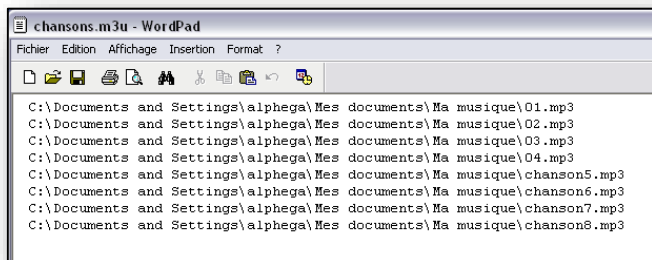 chansons.m3u - WordPad
Fichier Edition Affichage Insertion Format ?
C:\Documents and Settings\alphega\Mes documents\Ma musique\01.mp3
C:\Documents and Settings\alphega\Mes documents\Ma musique\02.mp3
C:\Documents and Settings\alphega\Mes documents\Ma musique\03.mp3
C:\Documents and Settings\alphega\Mes documents\Ma musique\04.mp3
C:\Documents and Settings\alphega\Mes documents\Ma musique\chanson5.mp3
C:\Documents and Settings\alphega\Mes documents\Ma musique\chanson6.mp3
C:\Documents and Settings\alphega\Mes documents\Ma musique\chanson7.mp3
C:\Documents and Settings\alphega\Mes documents\Ma musique\chanson8.mp3